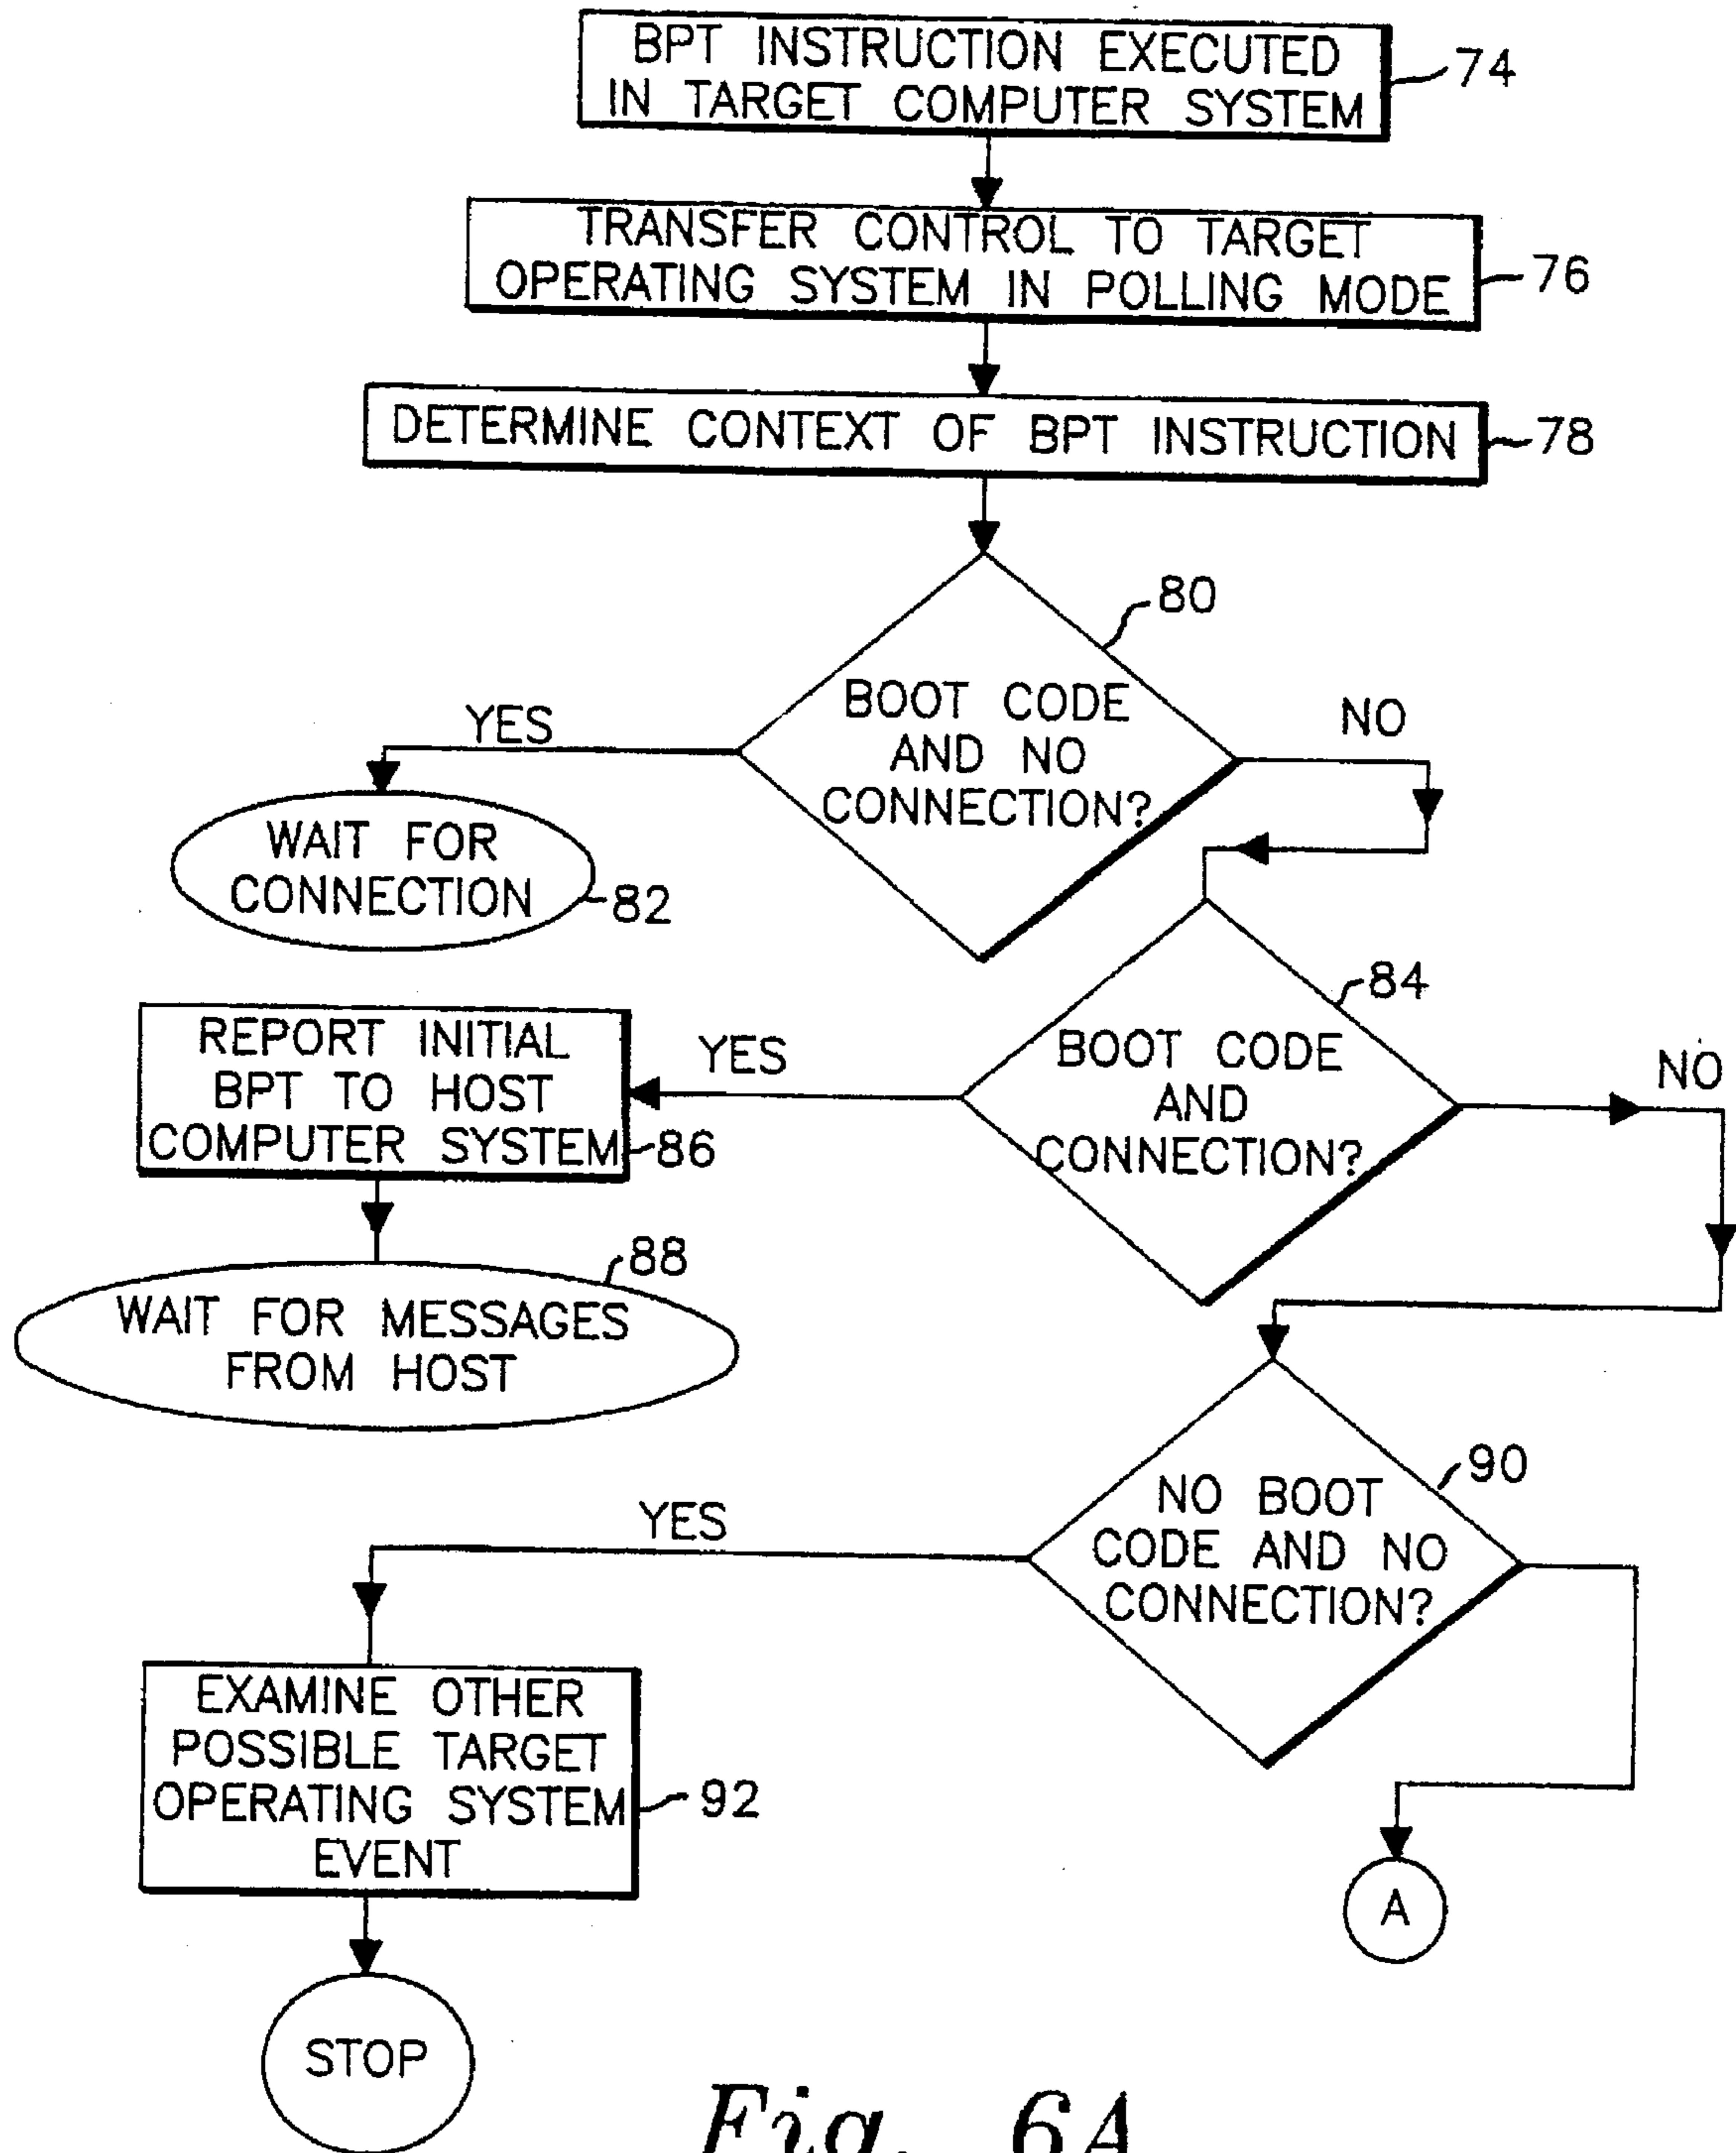 BPT INSTRUCTION EXECUTED
IN TARGET COMPUTER SYSTEM
74
TRANSFER CONTROL TO TARGET
OPERATING SYSTEM IN POLLING MODE
76
DETERMINE CONTEXT OF BPT INSTRUCTION
78
80
BOOT CODE
AND NO
CONNECTION?
YES
NO
WAIT FOR
CONNECTION
82
84
BOOT CODE
AND
CONNECTION?
YES
NO
REPORT INITIAL
BPT TO HOST
COMPUTER SYSTEM
86
88
WAIT FOR MESSAGES
FROM HOST
90
NO BOOT
CODE AND NO
CONNECTION?
YES
EXAMINE OTHER
POSSIBLE TARGET
OPERATING SYSTEM
EVENT
92
A
STOP
Fig. 6A